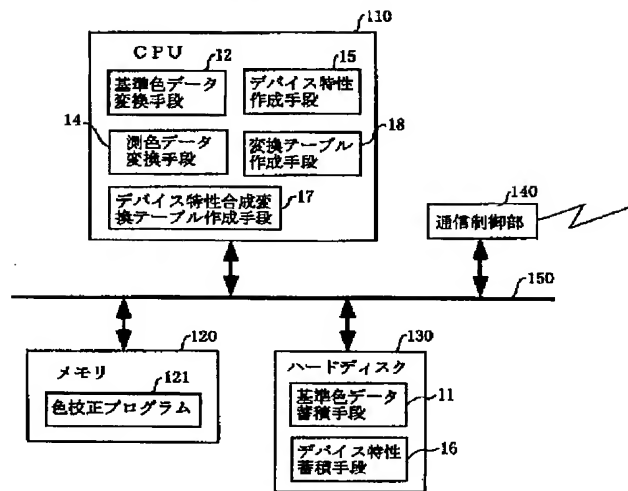 110
CPU
12
基準色データ
変換手段
15
デバイス特性
作成手段
14
測色データ
変換手段
18
変換テーブル
作成手段
17
デバイス特性合成変
換テーブル作成手段
140
通信制御部
150
120
メモリ
121
色校正プログラム
130
ハードディスク
基準色データ
蓄積手段
11
デバイス特性
蓄積手段
16